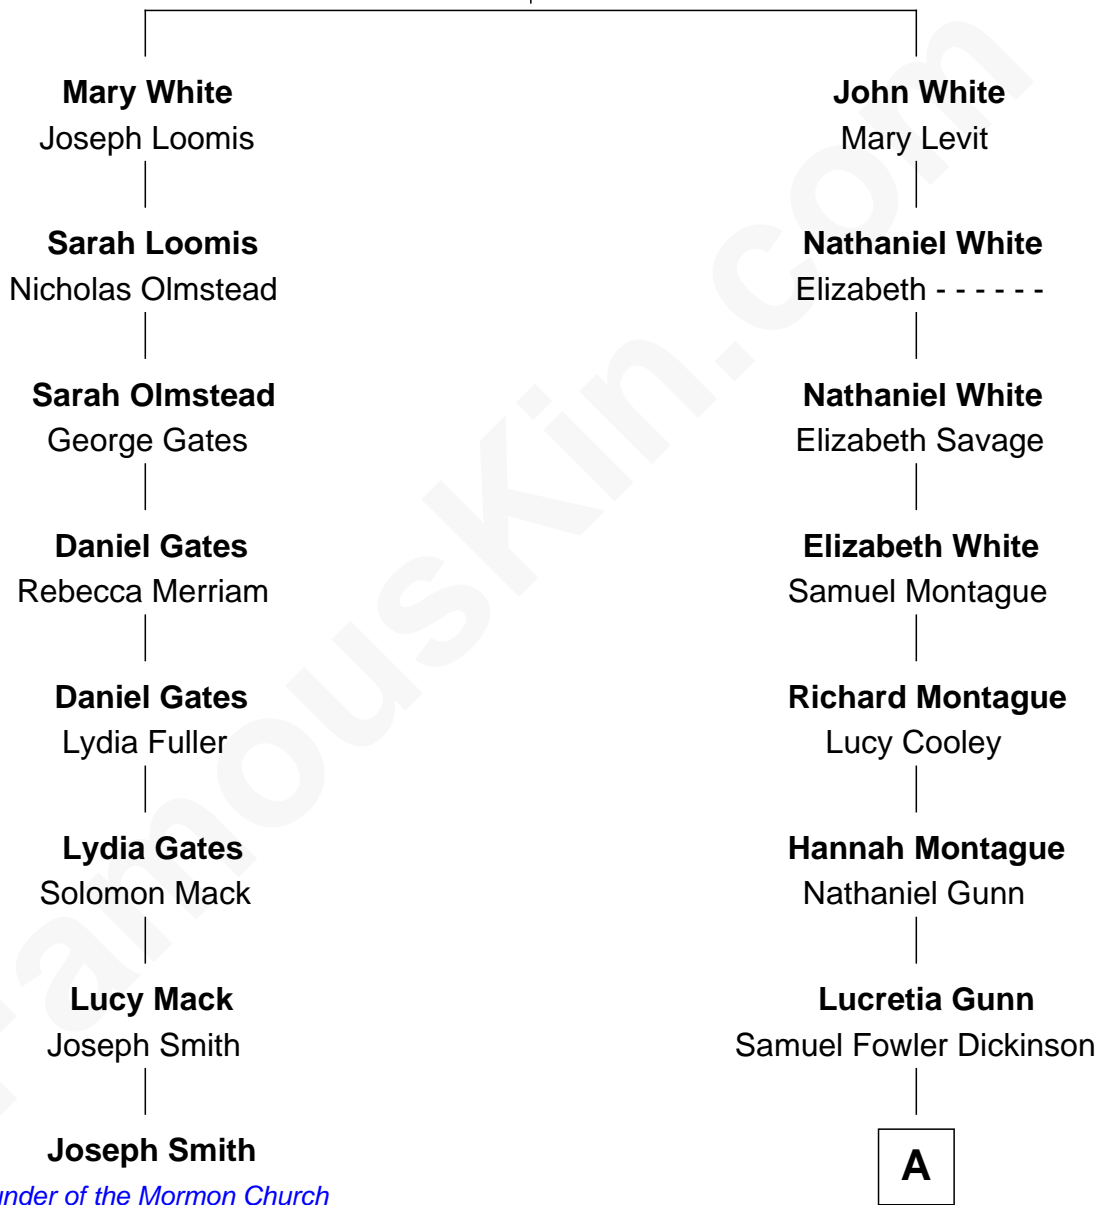 Mary White
Joseph Loomis
Sarah Loomis
Nicholas Olmstead
Sarah Olmstead
George Gates
Daniel Gates
Rebecca Merriam
Daniel Gates
Lydia Fuller
Lydia Gates
Solomon Mack
Lucy Mack
Joseph Smith
Joseph Smith
under of the Mormon Church
John White
Mary Levit
Nathaniel White
Elizabeth - - - - - -
Nathaniel White
Elizabeth Savage
Elizabeth White
Samuel Montague
Richard Montague
Lucy Cooley
Hannah Montague
Nathaniel Gunn
Lucretia Gunn
Samuel Fowler Dickinson
A
FamousKin.com